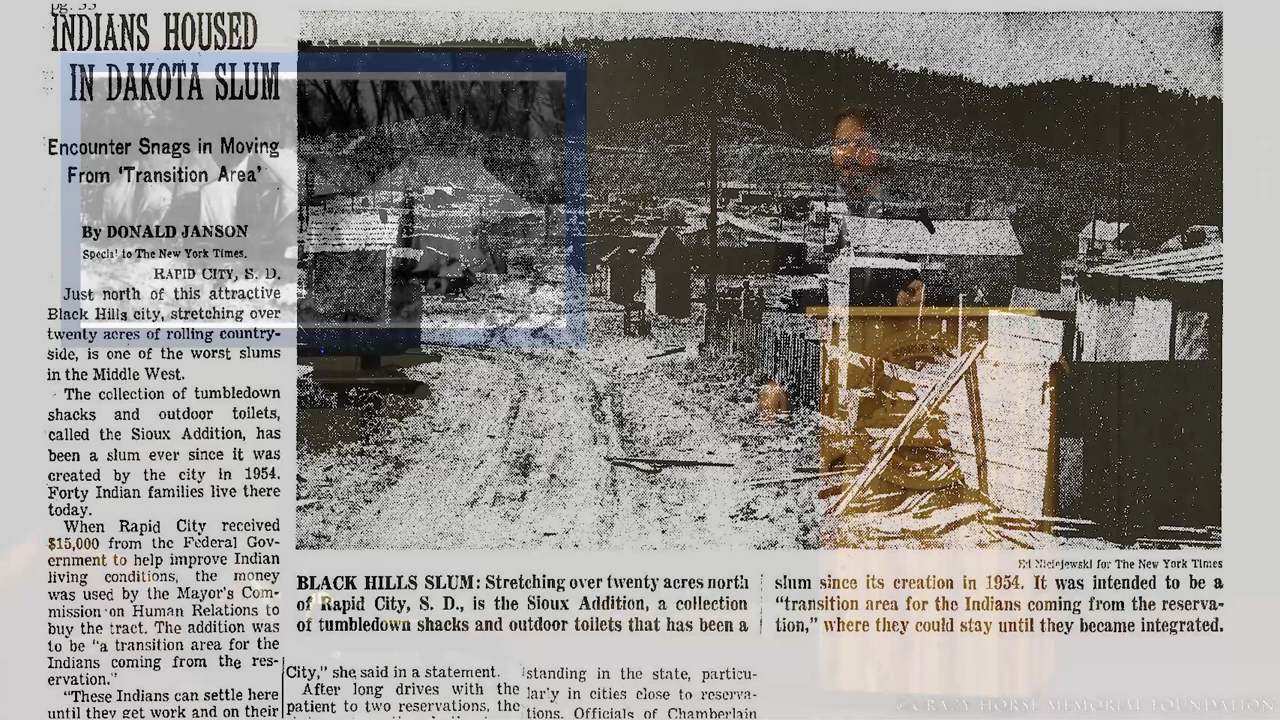 pg. 33
INDIANS HOUSED
IN DAKOTA SLUM
Encounter Snags in Moving
From ‘Transition Area’
By DONALD JANSON
Special to The New York Times.
RAPID CITY, S. D.
Just north of this attractive
Black Hills city, stretching over
twenty acres of rolling country-
side, is one of the worst slums
in the Middle West.
The collection of tumbledown
shacks and outdoor toilets,
called the Sioux Addition, has
been a slum ever since it was
created by the city in 1954.
Forty Indian families live there
today.
When Rapid City received
$15,000 from the Federal Gov-
ernment to help improve Indian
living conditions, the money
was used by the Mayor's Com-
mission on Human Relations to
buy the tract. The addition was
to be “a transition area for the
Indians coming from the res-
ervation.”
“These Indians can settle here
until they get work and on their
Ed Niciejewski for The New York Times
BLACK HILLS SLUM: Stretching over twenty acres north
of Rapid City, S. D., is the Sioux Addition, a collection
of tumbledown shacks and outdoor toilets that has been a
slum since its creation in 1954. It was intended to be a
“transition area for the Indians coming from the reserva-
tion,” where they could stay until they became integrated.
City,” she said in a statement.
After long drives with the
patient to two reservations, the
standing in the state, particu-
larly in cities close to reserva-
tions. Officials of Chamberlain
©CRAZY HORSE MEMORIAL FOUNDATION